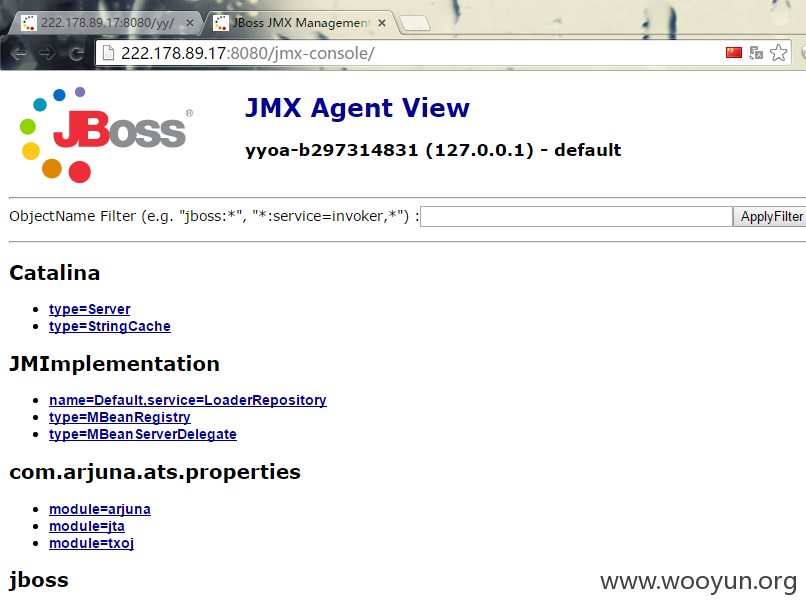 222.178.89.17:8080/yy/
JBoss JMX Management
222.178.89.17:8080/jmx-console/
JBoss®
JMX Agent View
yyoa-b297314831 (127.0.0.1) - default
ObjectName Filter (e.g. "jboss:*", "*:service=invoker,*") :
ApplyFilter
Catalina
type=Server
type=StringCache
JMImplementation
name=Default,service=LoaderRepository
type=MBeanRegistry
type=MBeanServerDelegate
com.arjuna.ats.properties
module=arjuna
module=jta
module=txoj
jboss
www.wooyun.org